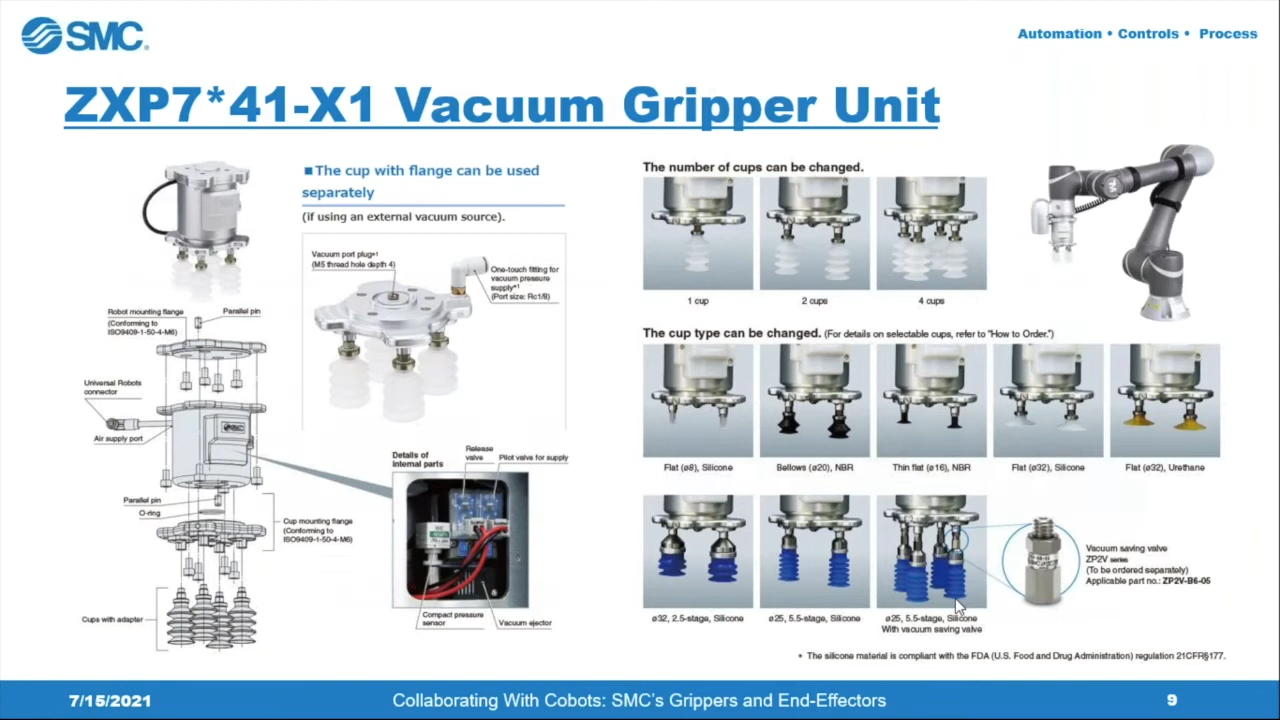 SMC
Automation • Controls • Process
ZXP7*41-X1 Vacuum Gripper Unit
■The cup with flange can be used
separately
(if using an external vacuum source).
Vacuum port plug*1
(M5 thread hole depth 4)
One-touch fitting for
vacuum pressure
supply*1
(Port size: Rc1/8)
Robot mounting flange
(Conforming to
ISO9409-1-50-4-M6)
Parallel pin
Universal Robots
connector
Air supply port
Parallel pin
O-ring
Cup mounting flange
(Conforming to
ISO9409-1-50-4-M6)
Cups with adapter
Details of
internal parts
Release
valve
Pilot valve for supply
Compact pressure
sensor
Vacuum ejector
The number of cups can be changed.
1 cup
2 cups
4 cups
The cup type can be changed. (For details on selectable cups, refer to "How to Order.")
Flat (ø8), Silicone
Bellows (ø20), NBR
Thin flat (ø16), NBR
Flat (ø32), Silicone
Flat (ø32), Urethane
ø32, 2.5-stage, Silicone
ø25, 5.5-stage, Silicone
ø25, 5.5-stage, Silicone
With vacuum saving valve
Vacuum saving valve
ZP2V series
(To be ordered separately)
Applicable part no.: ZP2V-B6-05
* The silicone material is compliant with the FDA (U.S. Food and Drug Administration) regulation 21CFR§177.
7/15/2021
Collaborating With Cobots: SMC's Grippers and End-Effectors
9